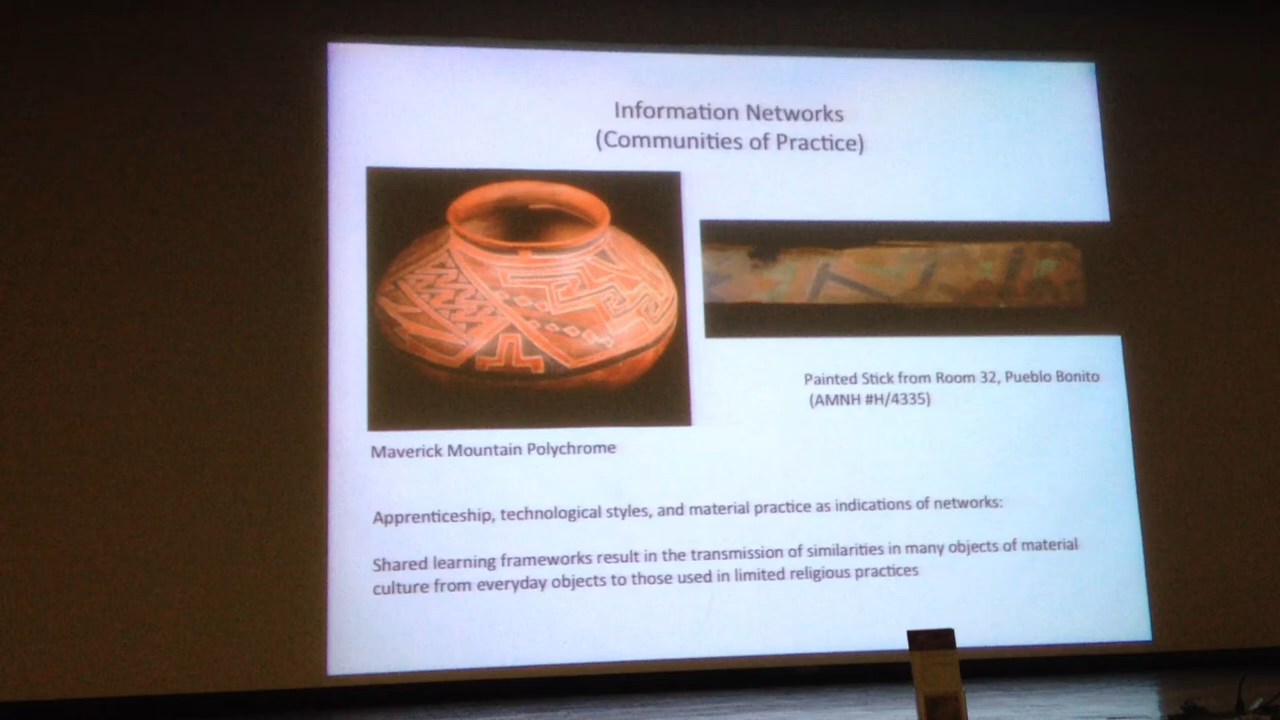 Information Networks
(Communities of Practice)
Painted Stick from Room 32, Pueblo Bonito
(AMNH #H/4335)
Maverick Mountain Polychrome
Apprenticeship, technological styles, and material practice as indications of networks:
Shared learning frameworks result in the transmission of similarities in many objects of material
culture from everyday objects to those used in limited religious practices